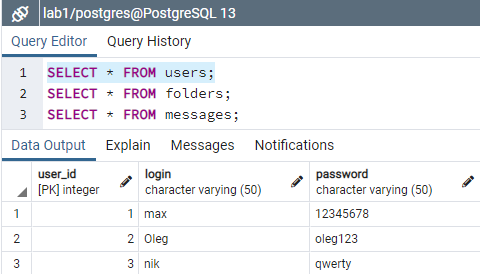 lab1/postgres@PostgreSQL 13
Query Editor Query History
1 SELECT * FROM users;
2 SELECT * FROM folders;
3 SELECT * FROM messages;
Data Output Explain Messages Notifications
user_id login password
[PK] integer character varying (50) character varying (50)
1 1 max 12345678
2 2 Oleg oleg123
3 3 nik qwerty